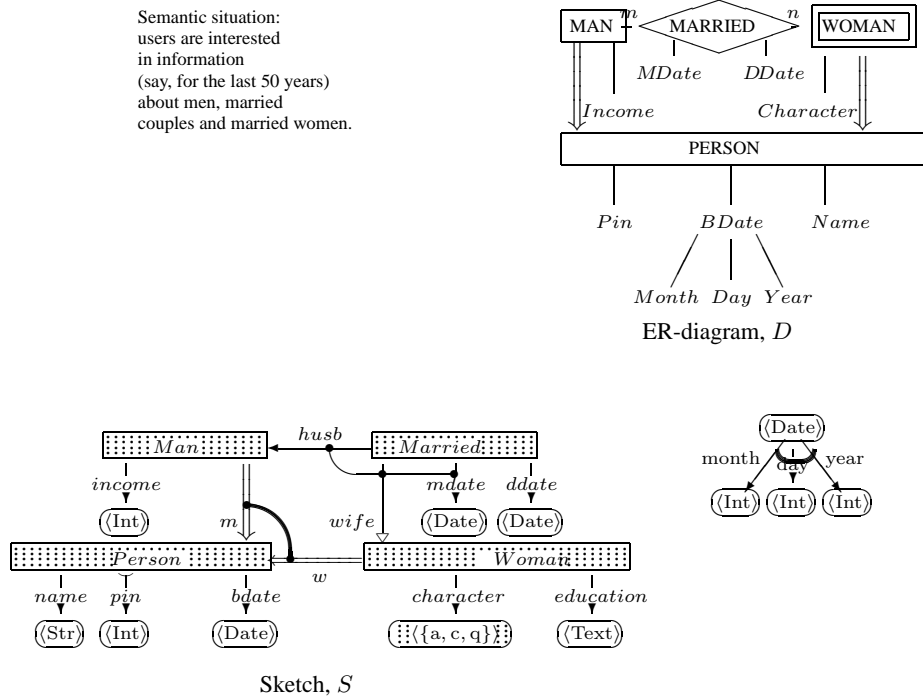 Semantic situation:
users are interested
in information
(say, for the last 50 years)
about men, married
couples and married women.
MAN m MARRIED n WOMAN
MDate DDate
Income Character
PERSON
Pin BDate Name
Month Day Year
ER-diagram, D
Man husb Married
income m wife mdate ddate
⟨Int⟩ ⟨Date⟩ ⟨Date⟩
Person w Woman
name pin bdate character education
⟨Str⟩ ⟨Int⟩ ⟨Date⟩ ⟨{a, c, q}⟩ ⟨Text⟩
Sketch, S
⟨Date⟩
month day year
⟨Int⟩ ⟨Int⟩ ⟨Int⟩